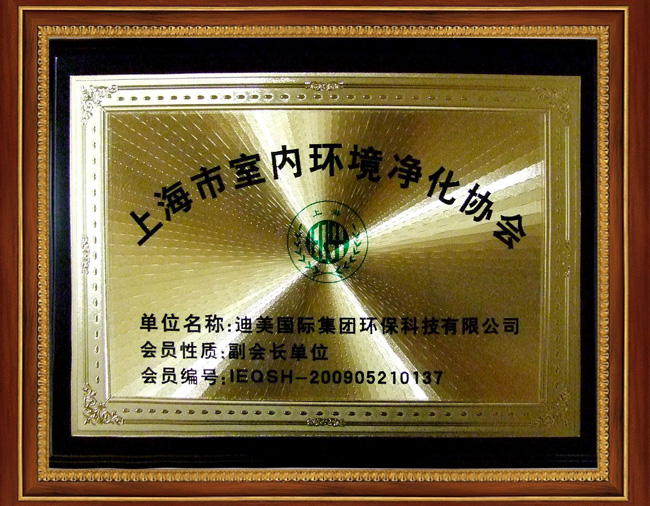 上海市室内环境净化协会
上海
单位名称:迪美国际集团环保科技有限公司
会员性质:副会长单位
会员编号:IEQSH-200905210137